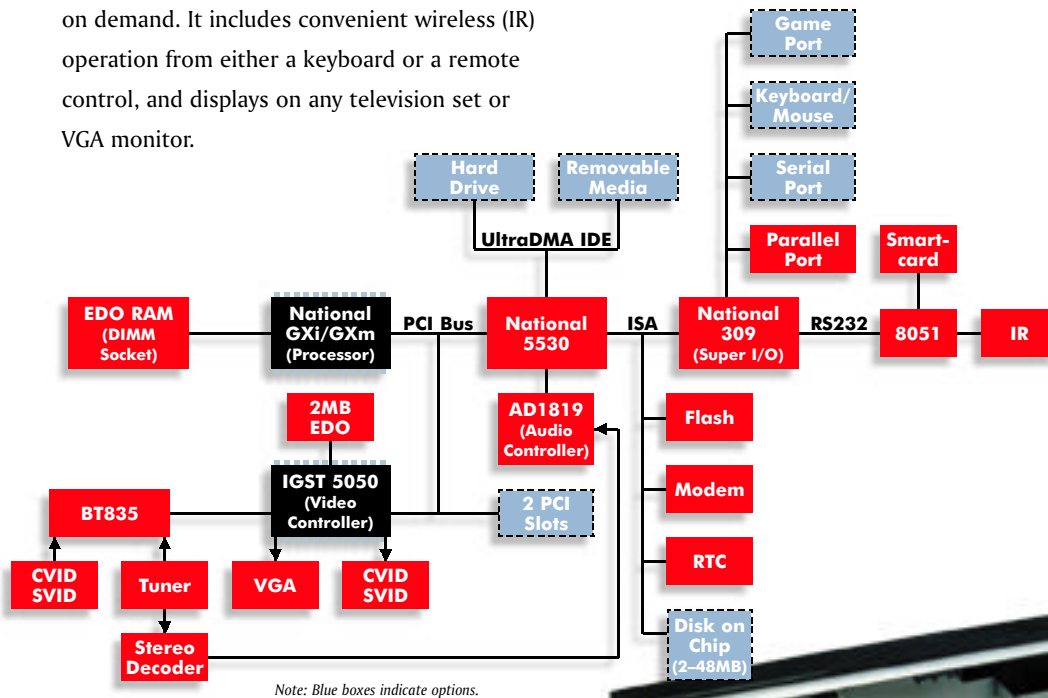 on demand. It includes convenient wireless (IR)
operation from either a keyboard or a remote
control, and displays on any television set or
VGA monitor.
Game
Port
Keyboard/
Mouse
Serial
Port
Parallel
Port
Smart-
card
Hard
Drive
Removable
Media
UltraDMA IDE
EDO RAM
(DIMM
Socket)
National
GXi/GXm
(Processor)
PCI Bus
National
5530
ISA
National
309
(Super I/O)
RS232
8051
IR
2MB
EDO
AD1819
(Audio
Controller)
Flash
IGST 5050
(Video
Controller)
BT835
2 PCI
Slots
Modem
CVID
SVID
Tuner
VGA
CVID
SVID
RTC
Stereo
Decoder
Disk on
Chip
(2–48MB)
Note: Blue boxes indicate options.